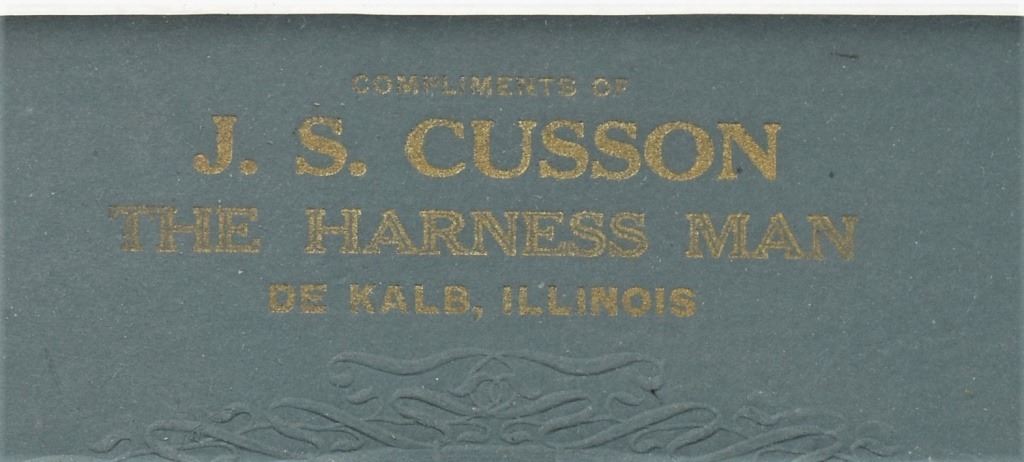 COMPLIMENTS OF
J. S. CUSSON
THE HARNESS MAN
DE KALB, ILLINOIS